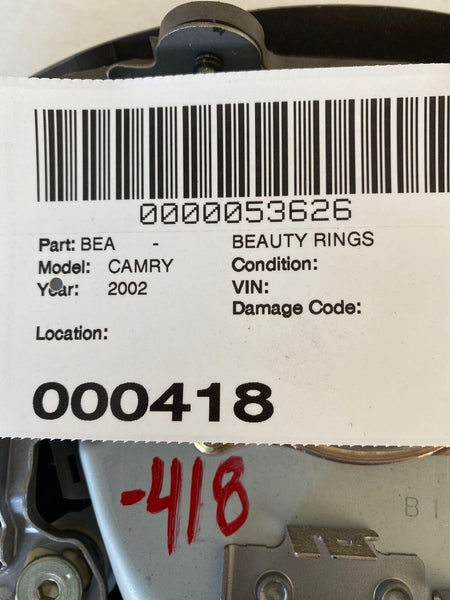 0000053626
Part: BEA - BEAUTY RINGS
Model: CAMRY Condition:
Year: 2002 VIN:
Damage Code:
Location:
000418
-418
B1